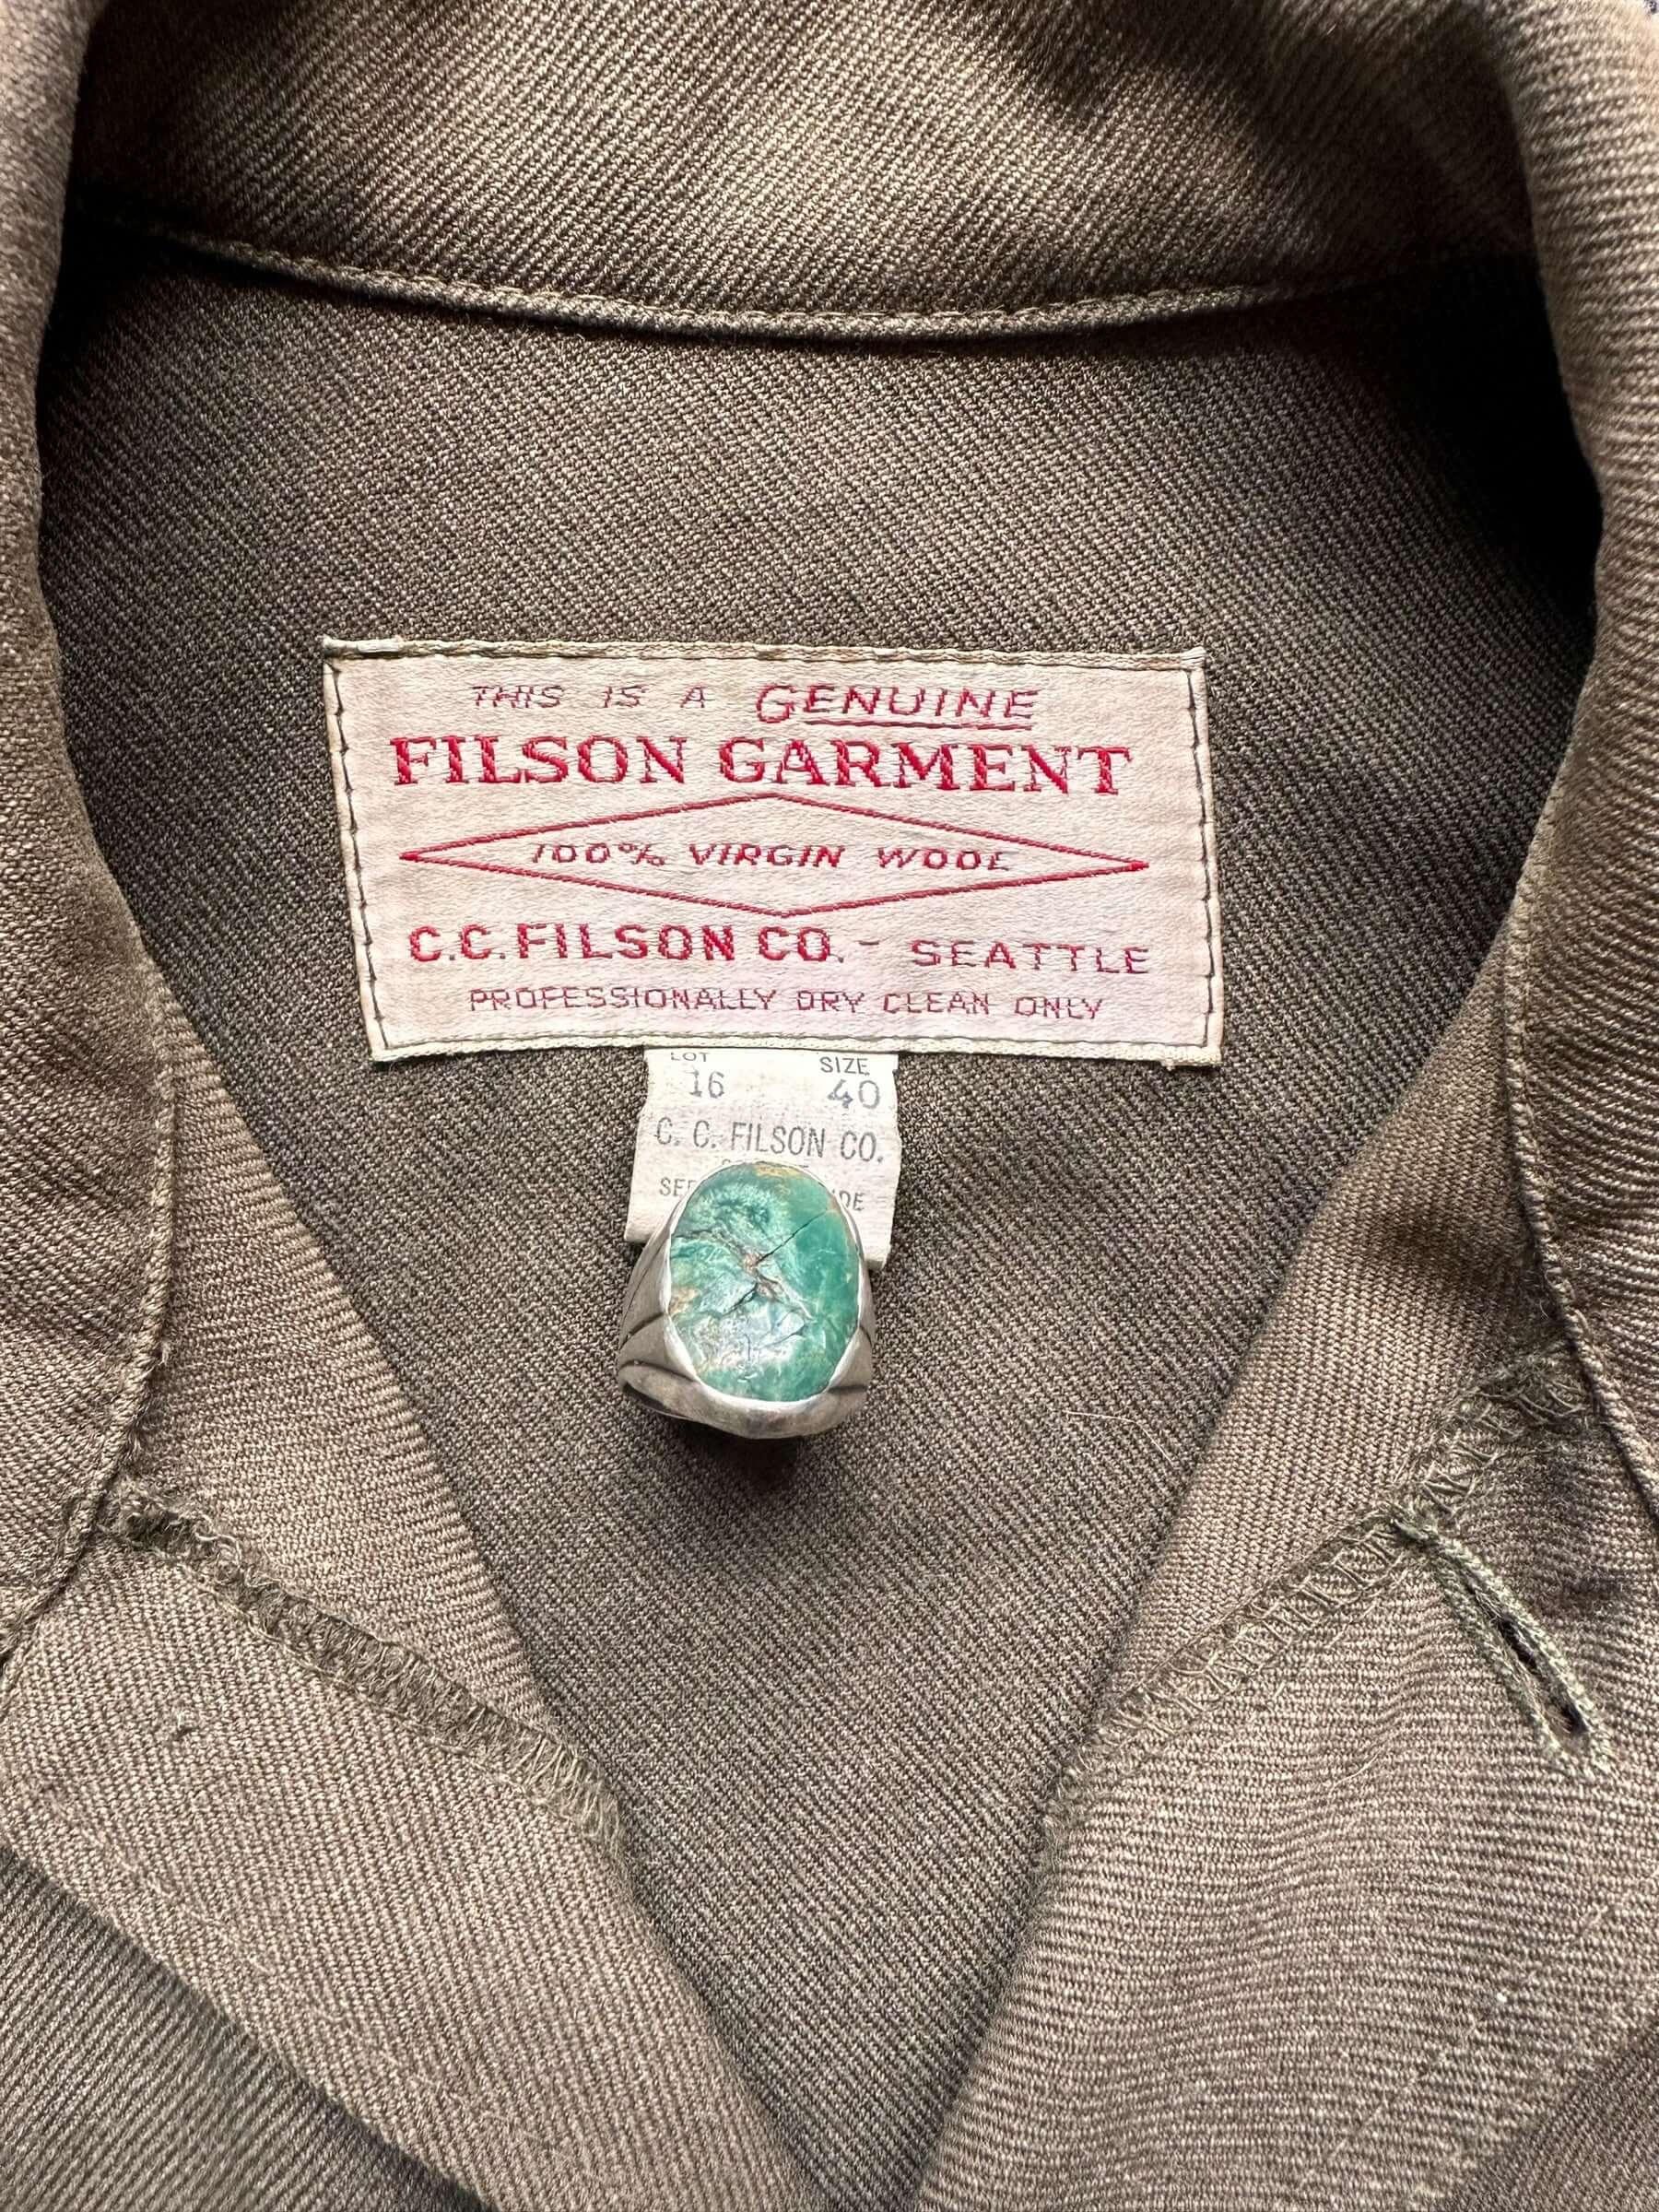 THIS IS A GENUINE
FILSON GARMENT
100% VIRGIN WOOL
C.C. FILSON CO. - SEATTLE
PROFESSIONALLY DRY CLEAN ONLY
LOT SIZE
16 40
C. C. FILSON CO.